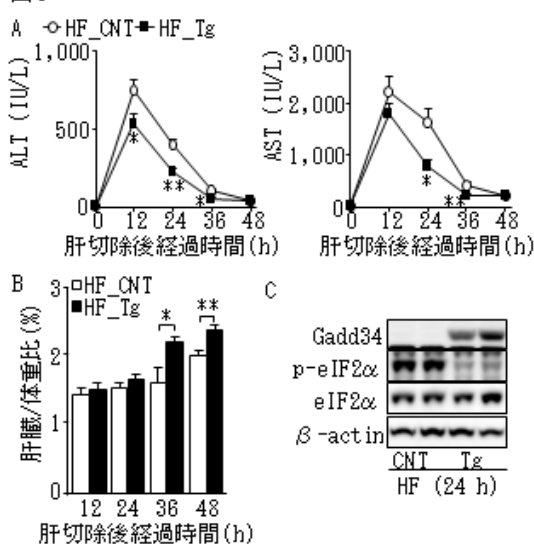 A HF_CNT HF_Tg
1,000
500
0
ALT (IU/L)
*
**
*
0 12 24 36 48
肝切除後経過時間(h)
3,000
2,000
1,000
0
AST (IU/L)
*
**
0 12 24 36 48
肝切除後経過時間(h)
B
HF_CNT
HF_Tg
3
2
1
0
肝臓/体重比(%)
*
**
12 24 36 48
肝切除後経過時間(h)
C
Gadd34
p-eIF2α
eIF2α
β-actin
CNT Tg
HF (24 h)